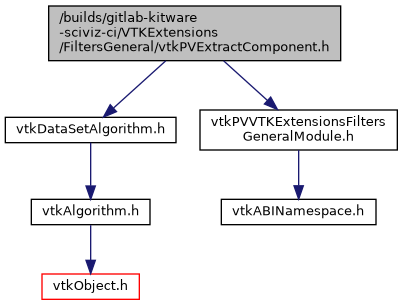 /builds/gitlab-kitware
-sciviz-ci/VTKExtensions
/FiltersGeneral/vtkPVExtractComponent.h
vtkDataSetAlgorithm.h
vtkPVVTKExtensionsFilters
GeneralModule.h
vtkAlgorithm.h
vtkABINamespace.h
vtkObject.h